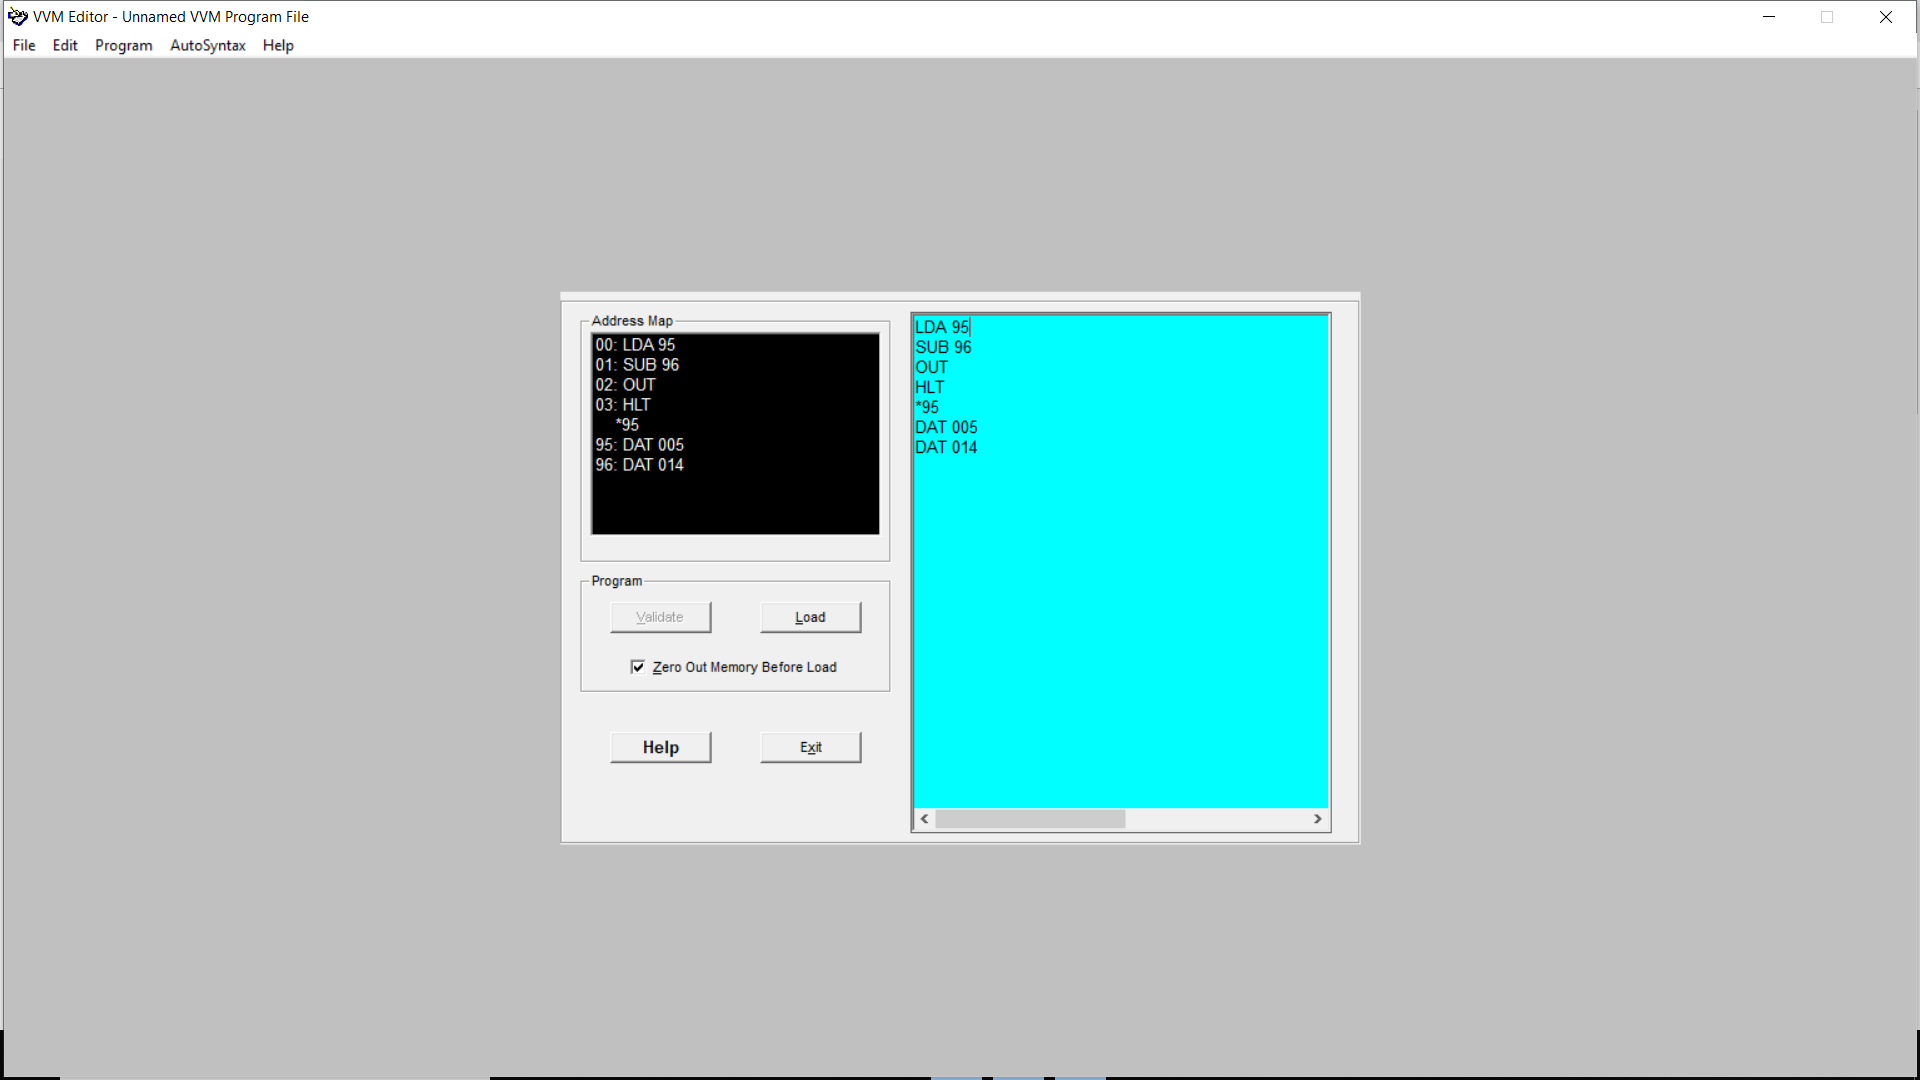 VVM Editor - Unnamed VVM Program File
File Edit Program AutoSyntax Help
Address Map
00: LDA 95
01: SUB 96
02: OUT
03: HLT
*95
95: DAT 005
96: DAT 014
Program
Validate Load
Zero Out Memory Before Load
Help Exit
LDA 95
SUB 96
OUT
HLT
*95
DAT 005
DAT 014